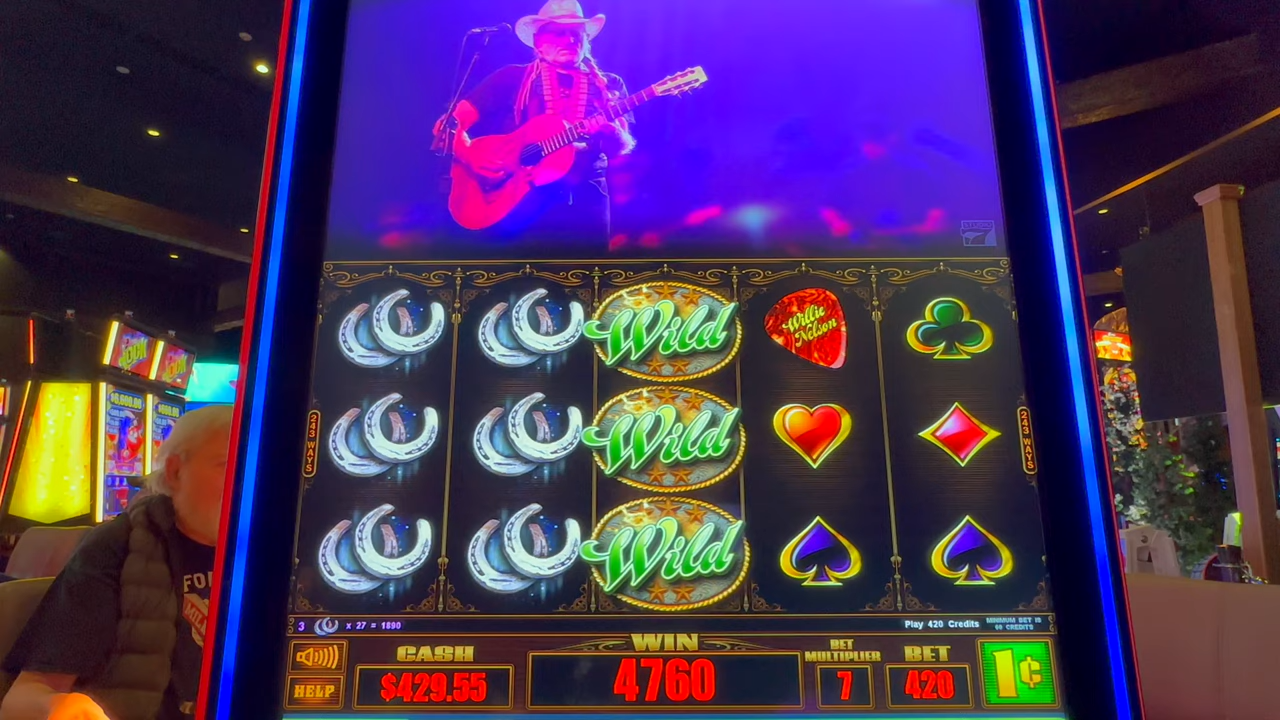 STUDIO
Wild
Willie
Nelson
Wild
243 WAYS
243 WAYS
Wild
3 x 27 = 1890
Play 420 Credits
MINIMUM BET IS
60 CREDITS
HELP
CASH
$429.55
WIN
4760
BET
MULTIPLIER
7
BET
420
1¢